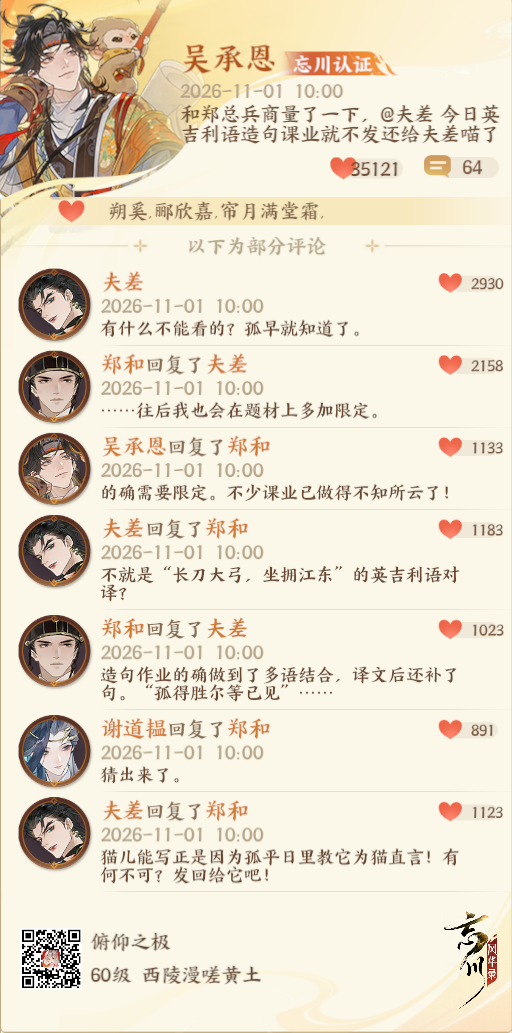 吴承恩 忘川认证
2026-11-01 10:00
和郑总兵商量了一下，@夫差 今日英
吉利语造句课业就不发还给夫差喵了
35121 64
朔奚,郦欣嘉,帘月满堂霜,
以下为部分评论
夫差 2930
2026-11-01 10:00
有什么不能看的？孤早就知道了。
郑和回复了夫差 2158
2026-11-01 10:00
……往后我也会在题材上多加限定。
吴承恩回复了郑和 1133
2026-11-01 10:00
的确需要限定。不少课业已做得不知所云了！
夫差回复了郑和 1183
2026-11-01 10:00
不就是“长刀大弓，坐拥江东”的英吉利语对
译？
郑和回复了夫差 1023
2026-11-01 10:00
造句作业的确做到了多语结合，译文后还补了
句。“孤得胜尔等已见”……
谢道韫回复了郑和 891
2026-11-01 10:00
猜出来了。
夫差回复了郑和 1123
2026-11-01 10:00
猫儿能写正是因为孤平日里教它为猫直言！有
何不可？发回给它吧！
俯仰之极
60级 西陵漫嗟黄土
忘川
风华录